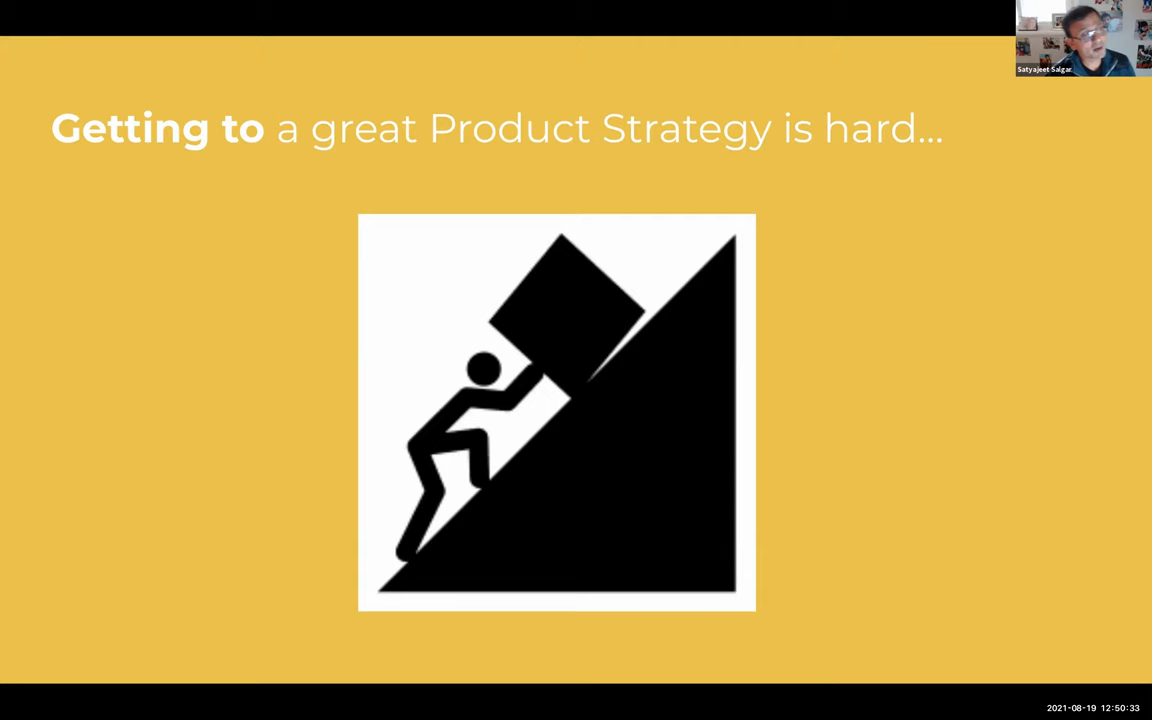 Satyajeet Salgar
Getting to a great Product Strategy is hard...
2021-08-19 12:50:33